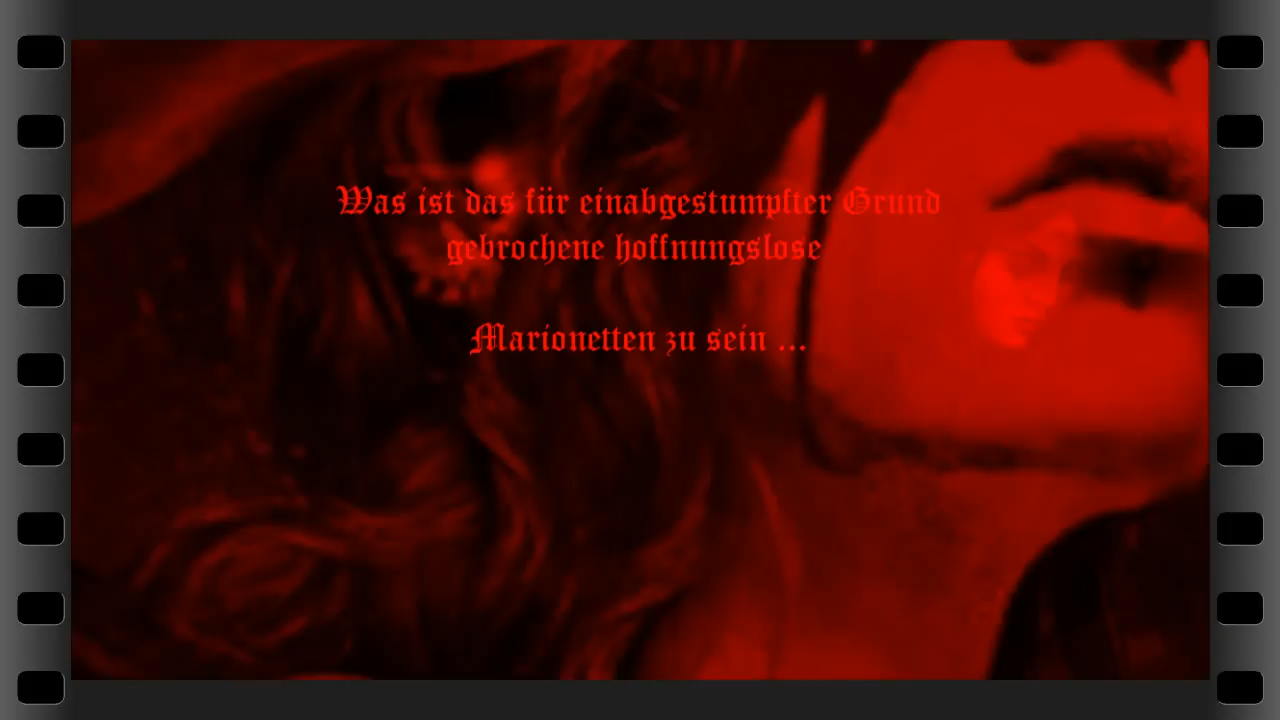 Was ist das für einabgestumpfter Grund
gebrochene hoffnungslose
Marionetten zu sein ...